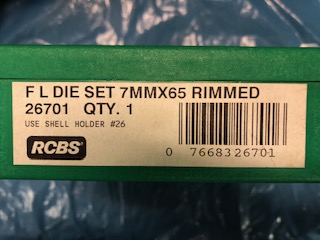 F L DIE SET 7MMX65 RIMMED
26701 QTY. 1
USE SHELL HOLDER #26
RCBS®
0 76683 26701